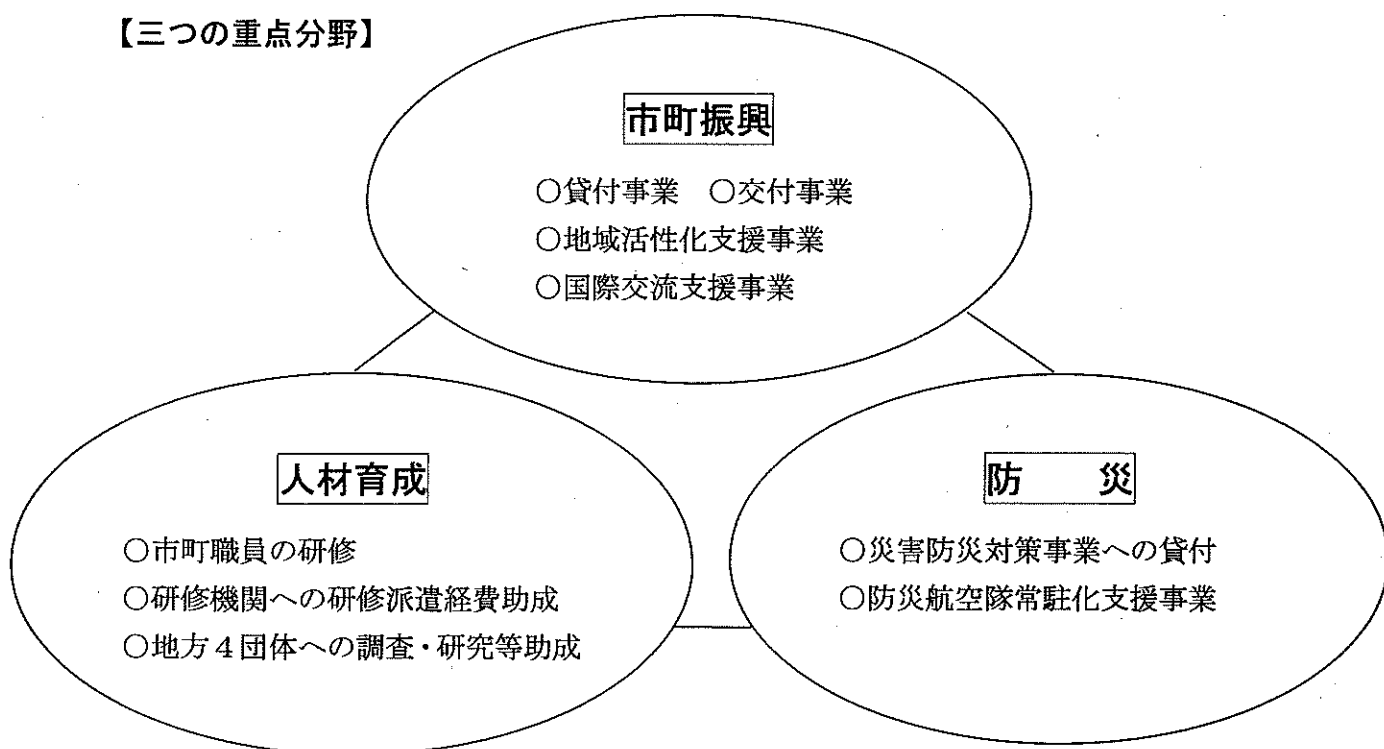 【三つの重点分野】
市町振興
○貸付事業　○交付事業
○地域活性化支援事業
○国際交流支援事業
人材育成
○市町職員の研修
○研修機関への研修派遣経費助成
○地方4団体への調査・研究等助成
防　災
○災害防災対策事業への貸付
○防災航空隊常駐化支援事業